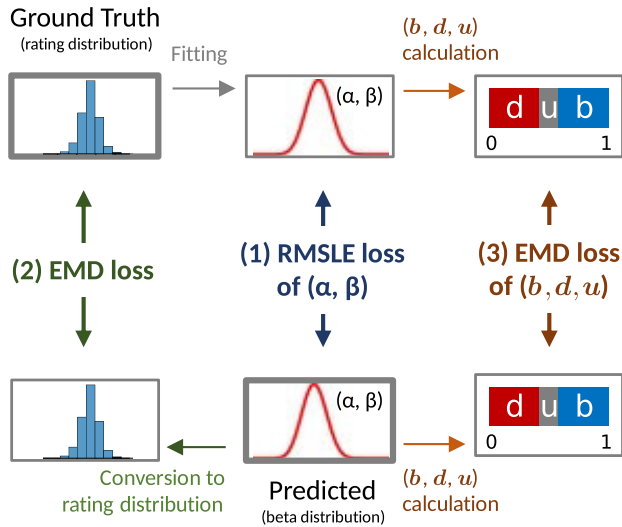 Ground Truth
(rating distribution)
Fitting
(b, d, u)
calculation
(α, β)
d u b
0 1
(2) EMD loss
(1) RMSLE loss
of (α, β)
(3) EMD loss
of (b, d, u)
(α, β)
d u b
0 1
Conversion to
rating distribution
Predicted
(beta distribution)
(b, d, u)
calculation